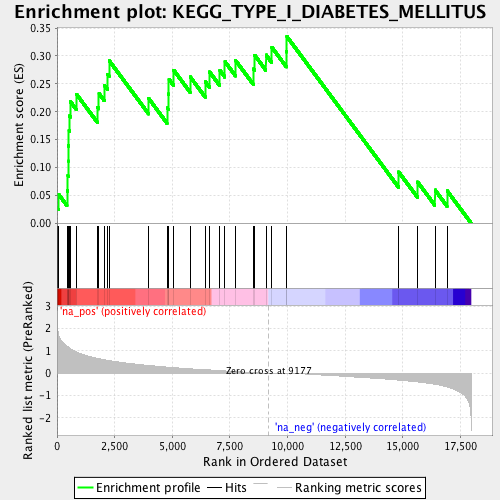 Enrichment plot: KEGG_TYPE_I_DIABETES_MELLITUS
Enrichment score (ES)
0.35
0.30
0.25
0.20
0.15
0.10
0.05
0.00
'na_pos' (positively correlated)
Ranked list metric (PreRanked)
3
2
1
0
-1
-2
Zero cross at 9177
'na_neg' (negatively correlated)
0
2,500
5,000
7,500
10,000
12,500
15,000
17,500
Rank in Ordered Dataset
Enrichment profile
Hits
Ranking metric scores